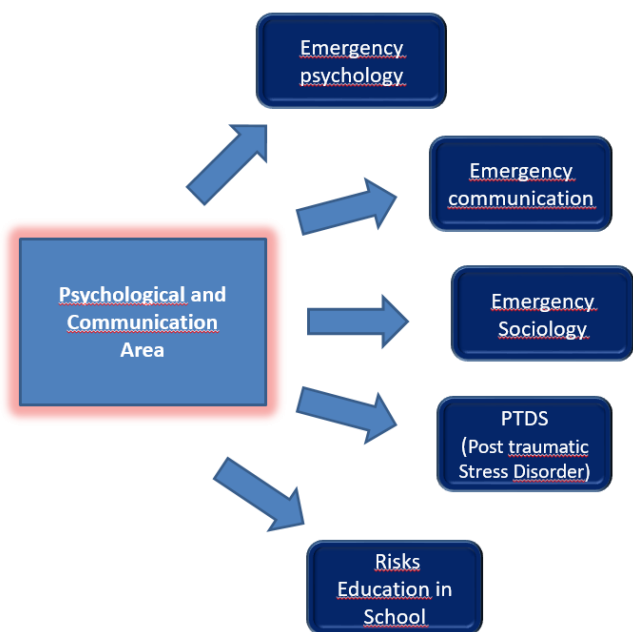 Emergency
psychology
Emergency
communication
Psychological and
Communication
Area
Emergency
Sociology
PTDS
(Post traumatic
Stress Disorder)
Risks
Education in
School